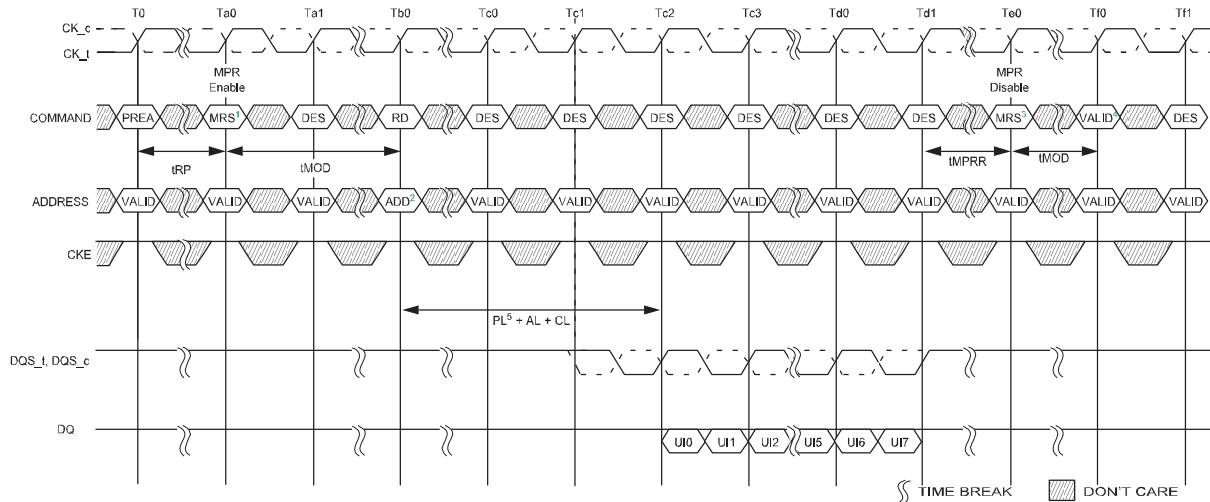 T0 Ta0 Ta1 Tb0 Tc0 Tc1 Tc2 Tc3 Td0 Td1 Te0 Tf0 Tf1
CK_c
CK_t
MPR Enable
MPR Disable
COMMAND PREA MRS1 DES RD DES DES DES DES DES DES MRS3 VALID4 DES
tRP tMOD tMPRR tMOD
ADDRESS VALID VALID VALID ADD2 VALID VALID VALID VALID VALID VALID VALID VALID VALID
CKE
PL5 + AL + CL
DQS_t, DQS_c
DQ UI0 UI1 UI2 UI5 UI6 UI7
TIME BREAK DON'T CARE